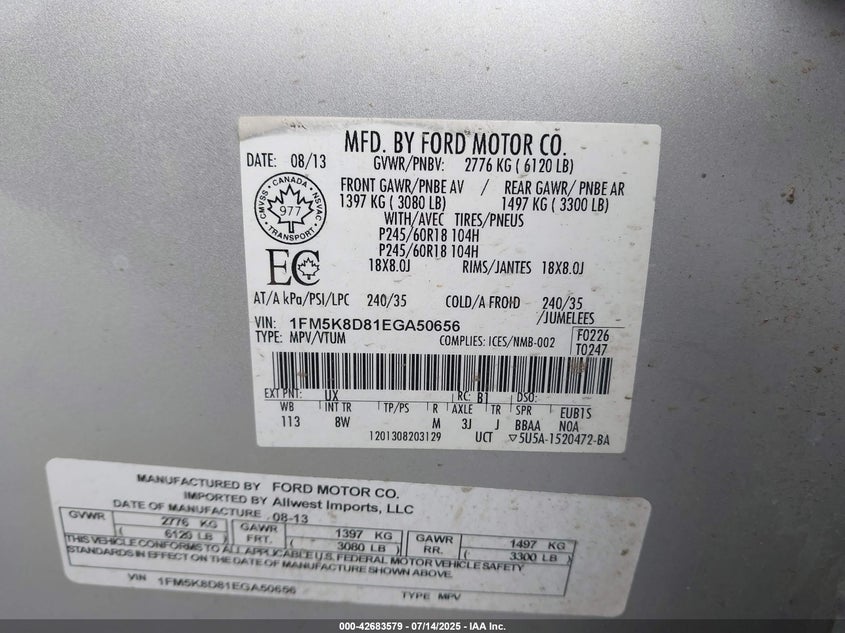 MFD. BY FORD MOTOR CO.
DATE: 08/13 GVWR/PNBV: 2776 KG ( 6120 LB)
FRONT GAWR/PNBE AV / REAR GAWR/ PNBE AR
1397 KG ( 3080 LB) 1497 KG ( 3300 LB)
WITH/AVEC TIRES/PNEUS
P245/60R18 104H
P245/60R18 104H
18X8.0J RIMS/JANTES 18X8.0J
CMVSS · CANADA · NSVAC
977
TRANSPORT
EC
AT/A kPa/PSI/LPC 240/35 COLD/A FROID 240/35
/JUMELEES
VIN: 1FM5K8D81EGA50656
TYPE: MPV/VTUM COMPLIES: ICES/NMB-002
F0226
T0247
EXT PNT: UX RC: B1 DSO:
WB INT TR TP/PS R AXLE TR SPR EUB1S
113 8W M 3J J BBAA NOA
1201308203129 UCT ▽5U5A-1520472-BA
MANUFACTURED BY FORD MOTOR CO.
IMPORTED BY Allwest Imports, LLC
DATE OF MANUFACTURE 08-13
GVWR 2776 KG ( 6120 LB ) GAWR FRT. 1397 KG ( 3080 LB ) GAWR RR. 1497 KG ( 3300 LB )
THIS VEHICLE CONFORMS TO ALL APPLICABLE U.S. FEDERAL MOTOR VEHICLE SAFETY
STANDARDS IN EFFECT ON THE DATE OF MANUFACTURE SHOWN ABOVE.
VIN 1FM5K8D81EGA50656 TYPE MPV
000-42683579 - 07/14/2025 - IAA Inc.